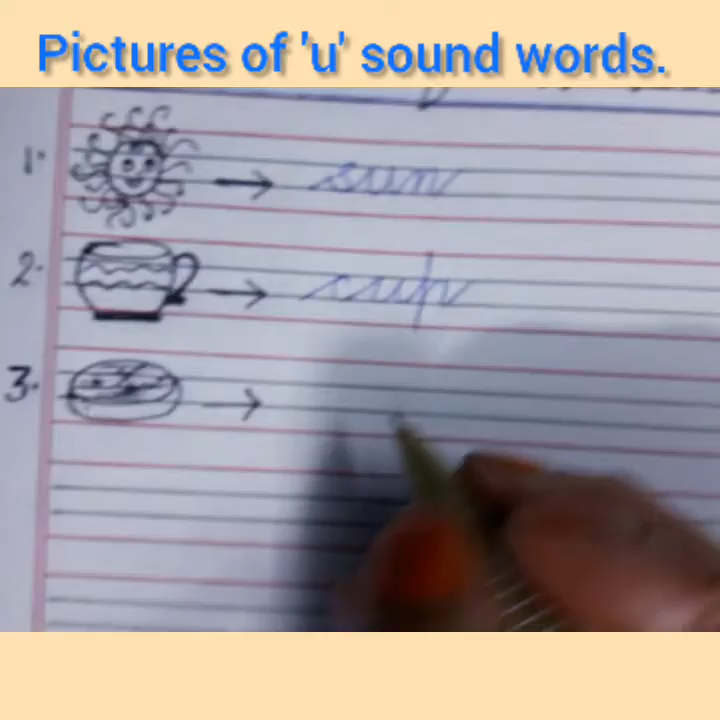 Pictures of 'u' sound words.
1. → sun
2. → cup
3. →